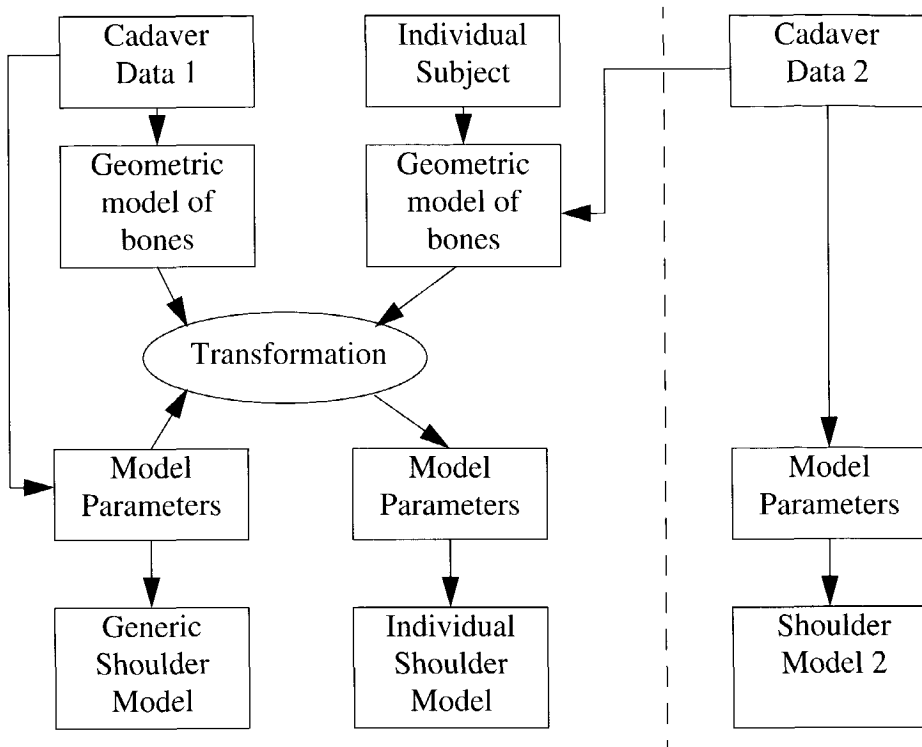 Cadaver
Data 1
Individual
Subject
Cadaver
Data 2
Geometric
model of
bones
Geometric
model of
bones
Transformation
Model
Parameters
Model
Parameters
Model
Parameters
Generic
Shoulder
Model
Individual
Shoulder
Model
Shoulder
Model 2